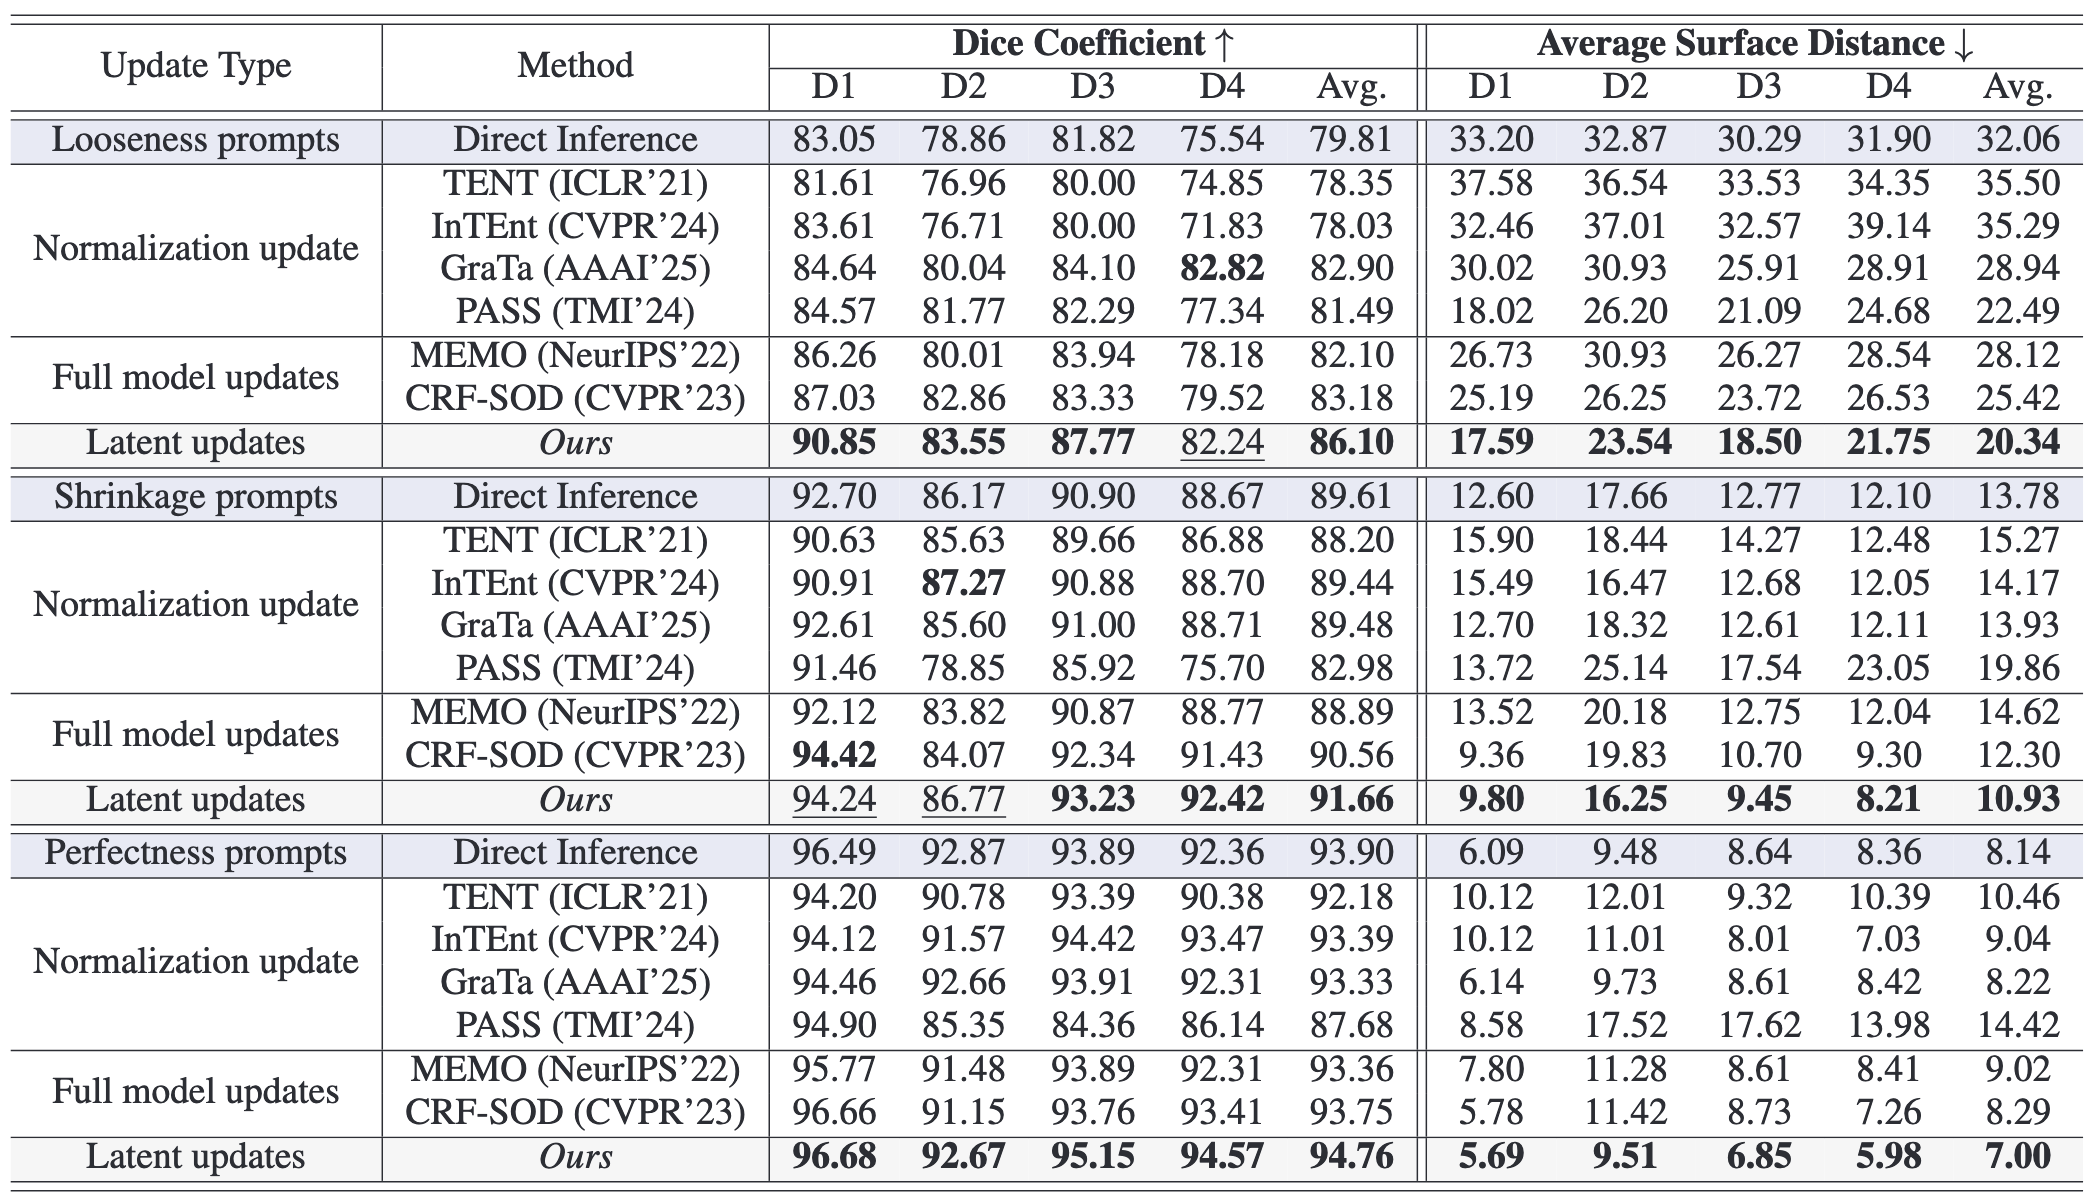 Update Type Method Dice Coefficient ↑ Average Surface Distance ↓
D1 D2 D3 D4 Avg. D1 D2 D3 D4 Avg.
Looseness prompts Direct Inference 83.05 78.86 81.82 75.54 79.81 33.20 32.87 30.29 31.90 32.06
Normalization update TENT (ICLR’21) 81.61 76.96 80.00 74.85 78.35 37.58 36.54 33.53 34.35 35.50
InTEnt (CVPR’24) 83.61 76.71 80.00 71.83 78.03 32.46 37.01 32.57 39.14 35.29
GraTa (AAAI’25) 84.64 80.04 84.10 82.82 82.90 30.02 30.93 25.91 28.91 28.94
PASS (TMI’24) 84.57 81.77 82.29 77.34 81.49 18.02 26.20 21.09 24.68 22.49
Full model updates MEMO (NeurIPS’22) 86.26 80.01 83.94 78.18 82.10 26.73 30.93 26.27 28.54 28.12
CRF-SOD (CVPR’23) 87.03 82.86 83.33 79.52 83.18 25.19 26.25 23.72 26.53 25.42
Latent updates Ours 90.85 83.55 87.77 82.24 86.10 17.59 23.54 18.50 21.75 20.34
Shrinkage prompts Direct Inference 92.70 86.17 90.90 88.67 89.61 12.60 17.66 12.77 12.10 13.78
Normalization update TENT (ICLR’21) 90.63 85.63 89.66 86.88 88.20 15.90 18.44 14.27 12.48 15.27
InTEnt (CVPR’24) 90.91 87.27 90.88 88.70 89.44 15.49 16.47 12.68 12.05 14.17
GraTa (AAAI’25) 92.61 85.60 91.00 88.71 89.48 12.70 18.32 12.61 12.11 13.93
PASS (TMI’24) 91.46 78.85 85.92 75.70 82.98 13.72 25.14 17.54 23.05 19.86
Full model updates MEMO (NeurIPS’22) 92.12 83.82 90.87 88.77 88.89 13.52 20.18 12.75 12.04 14.62
CRF-SOD (CVPR’23) 94.42 84.07 92.34 91.43 90.56 9.36 19.83 10.70 9.30 12.30
Latent updates Ours 94.24 86.77 93.23 92.42 91.66 9.80 16.25 9.45 8.21 10.93
Perfectness prompts Direct Inference 96.49 92.87 93.89 92.36 93.90 6.09 9.48 8.64 8.36 8.14
Normalization update TENT (ICLR’21) 94.20 90.78 93.39 90.38 92.18 10.12 12.01 9.32 10.39 10.46
InTEnt (CVPR’24) 94.12 91.57 94.42 93.47 93.39 10.12 11.01 8.01 7.03 9.04
GraTa (AAAI’25) 94.46 92.66 93.91 92.31 93.33 6.14 9.73 8.61 8.42 8.22
PASS (TMI’24) 94.90 85.35 84.36 86.14 87.68 8.58 17.52 17.62 13.98 14.42
Full model updates MEMO (NeurIPS’22) 95.77 91.48 93.89 92.31 93.36 7.80 11.28 8.61 8.41 9.02
CRF-SOD (CVPR’23) 96.66 91.15 93.76 93.41 93.75 5.78 11.42 8.73 7.26 8.29
Latent updates Ours 96.68 92.67 95.15 94.57 94.76 5.69 9.51 6.85 5.98 7.00